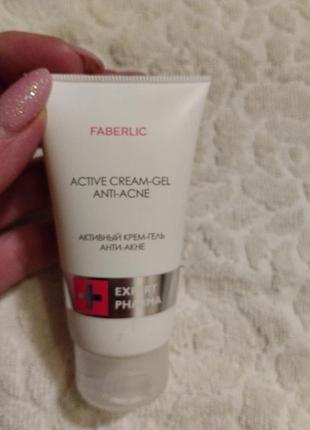 FABERLIC
ACTIVE CREAM-GEL
ANTI-ACNE
АКТИВНЫЙ КРЕМ-ГЕЛЬ
АНТИ-АКНЕ
EXPERT
PHARMA